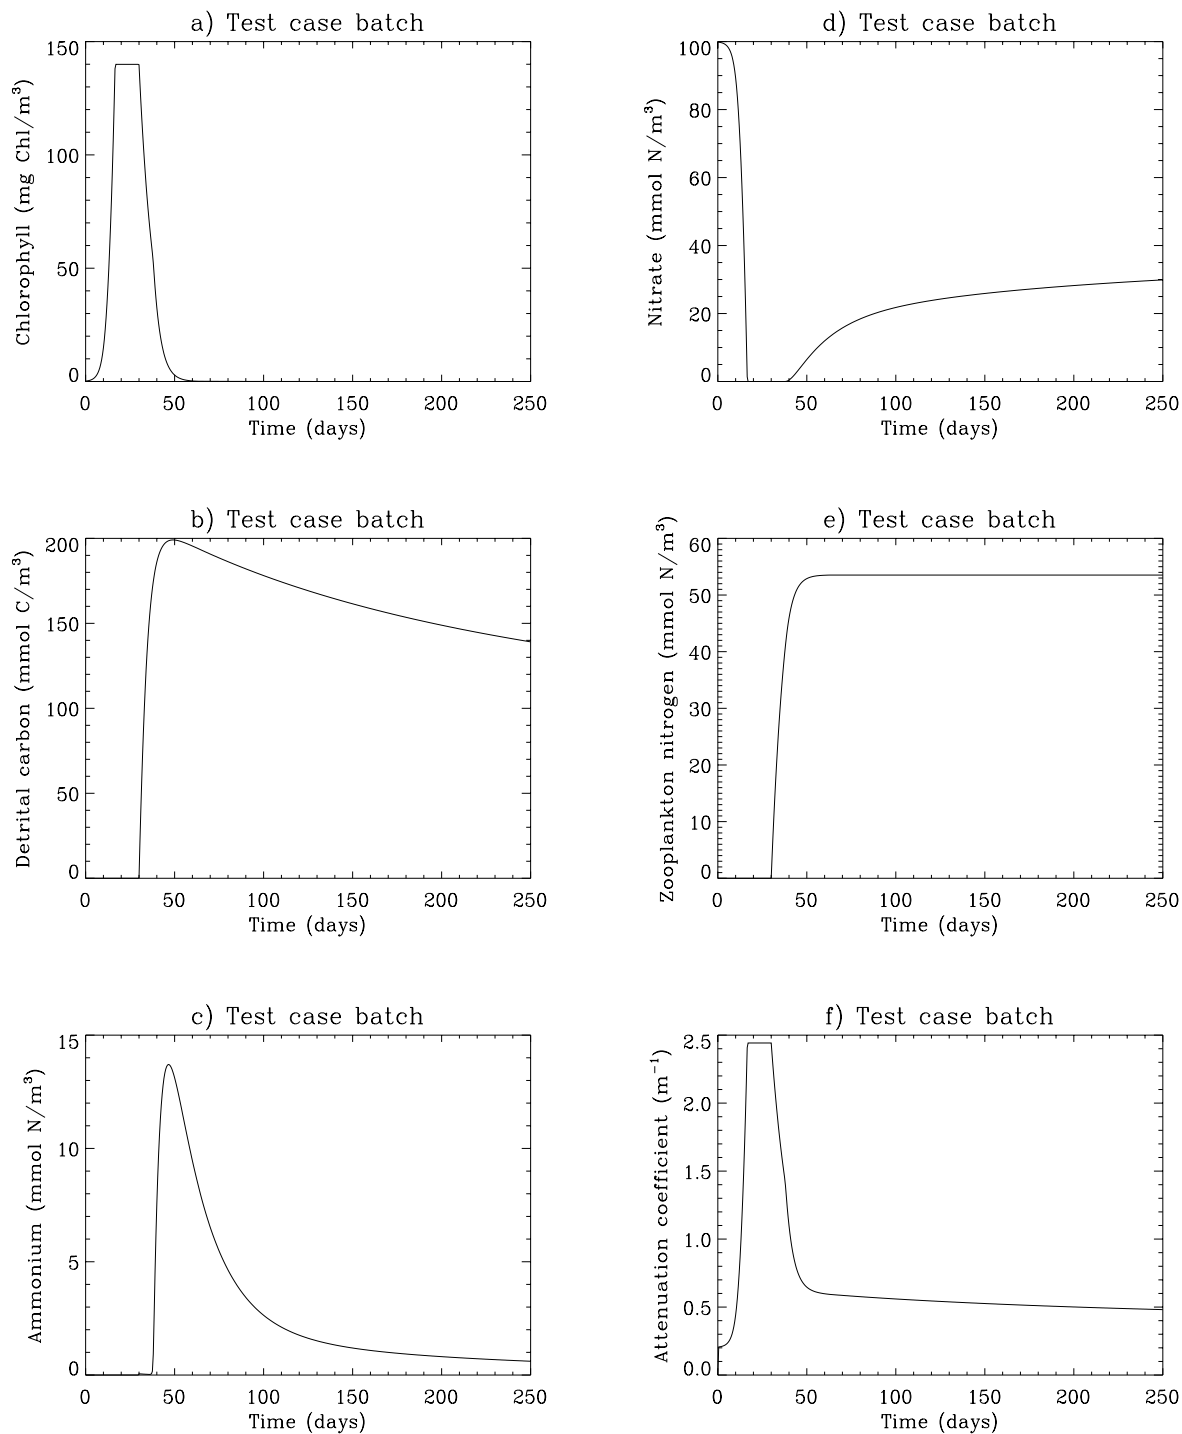 a) Test case batch
Chlorophyll (mg Chl/m³)
150
100
50
0
0 50 100 150 200 250
Time (days)
d) Test case batch
Nitrate (mmol N/m³)
100
80
60
40
20
0
0 50 100 150 200 250
Time (days)
b) Test case batch
Detrital carbon (mmol C/m³)
200
150
100
50
0
0 50 100 150 200 250
Time (days)
e) Test case batch
Zooplankton nitrogen (mmol N/m³)
60
50
40
30
20
10
0
0 50 100 150 200 250
Time (days)
c) Test case batch
Ammonium (mmol N/m³)
15
10
5
0
0 50 100 150 200 250
Time (days)
f) Test case batch
Attenuation coefficient (m⁻¹)
2.5
2.0
1.5
1.0
0.5
0.0
0 50 100 150 200 250
Time (days)